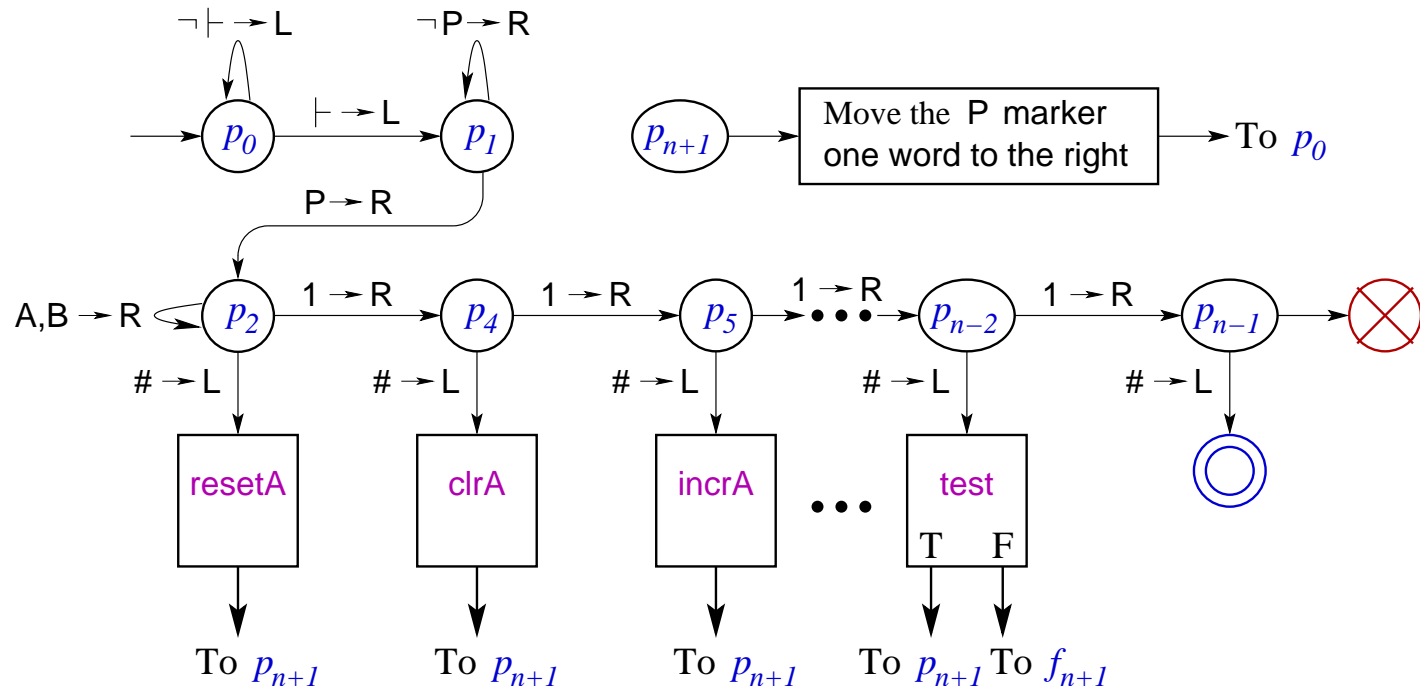 ¬ ⊢ → L
¬ P → R
p0
⊢ → L
p1
pn+1
Move the P marker
one word to the right
To p0
P → R
A,B → R
p2
1 → R
p4
1 → R
p5
1 → R
pn−2
1 → R
pn−1
# → L
# → L
# → L
# → L
# → L
resetA
clrA
incrA
test
T F
To pn+1
To pn+1
To pn+1
To pn+1
To fn+1